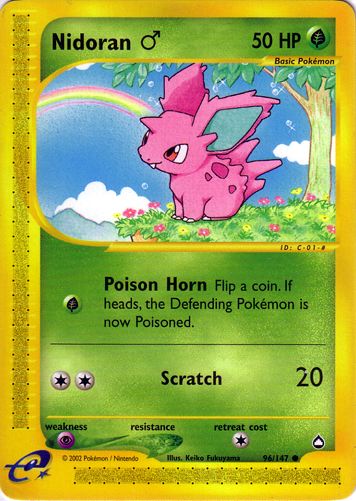 Nidoran ♂ 50 HP
Basic Pokémon
ID: C-01-#
Poison Horn Flip a coin. If
heads, the Defending Pokémon is
now Poisoned.
Scratch 20
weakness resistance retreat cost
© 2002 Pokémon / Nintendo Illus. Keiko Fukuyama 96/147 ●
e
A